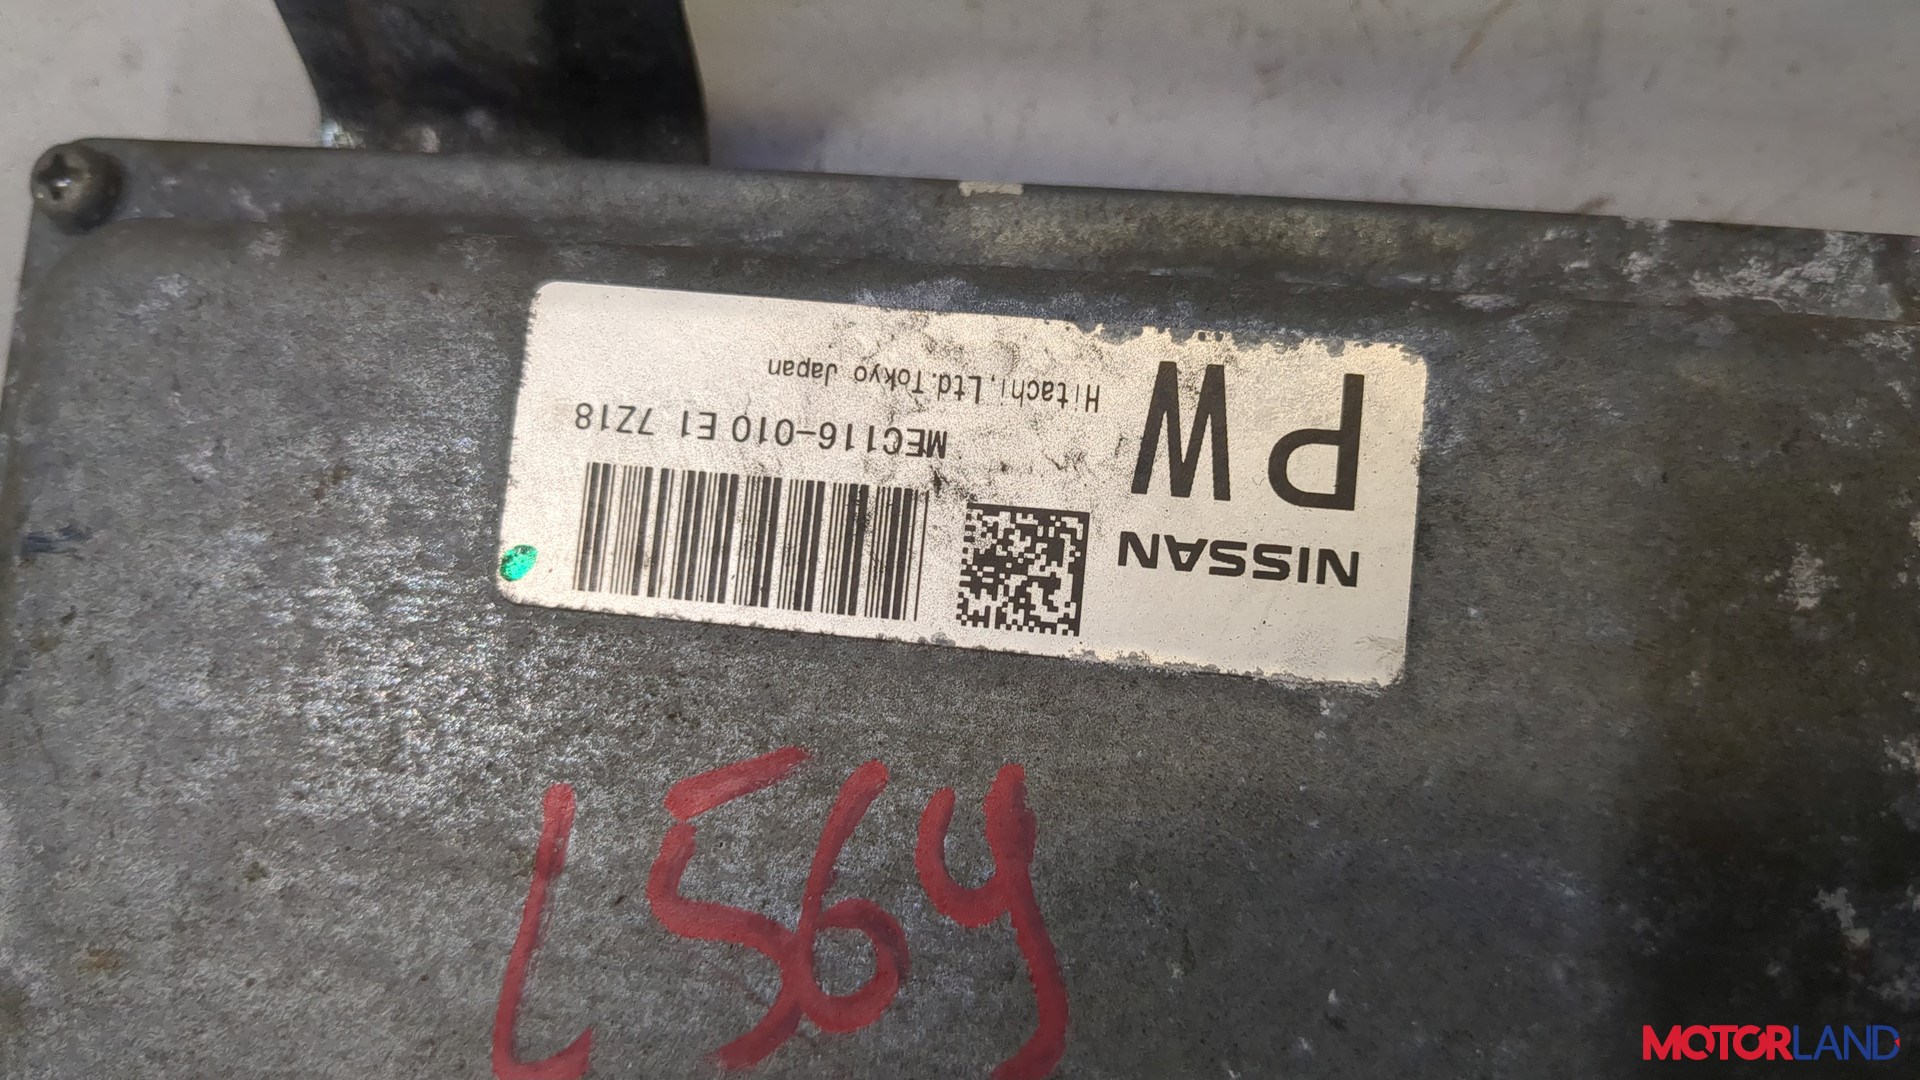 NISSAN
PW
MEC116-010 E1 7Z18
Hitachi,Ltd.Tokyo Japan
L564
MOTORLAND